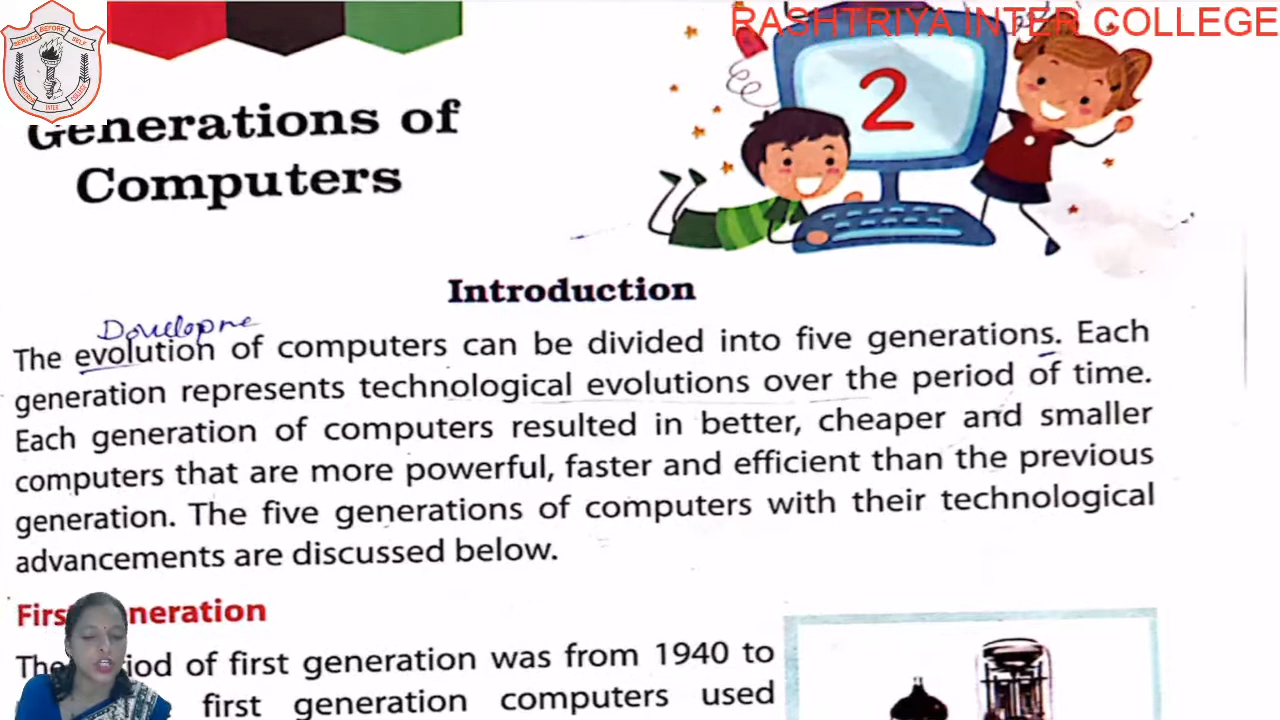 RASHTRIYA INTER COLLEGE
SERVICE BEFORE SELF
INTER
2
Generations of
Computers
Introduction
The evolution of computers can be divided into five generations. Each
generation represents technological evolutions over the period of time.
Each generation of computers resulted in better, cheaper and smaller
computers that are more powerful, faster and efficient than the previous
generation. The five generations of computers with their technological
advancements are discussed below.
First Generation
The period of first generation was from 1940 to
first generation computers used